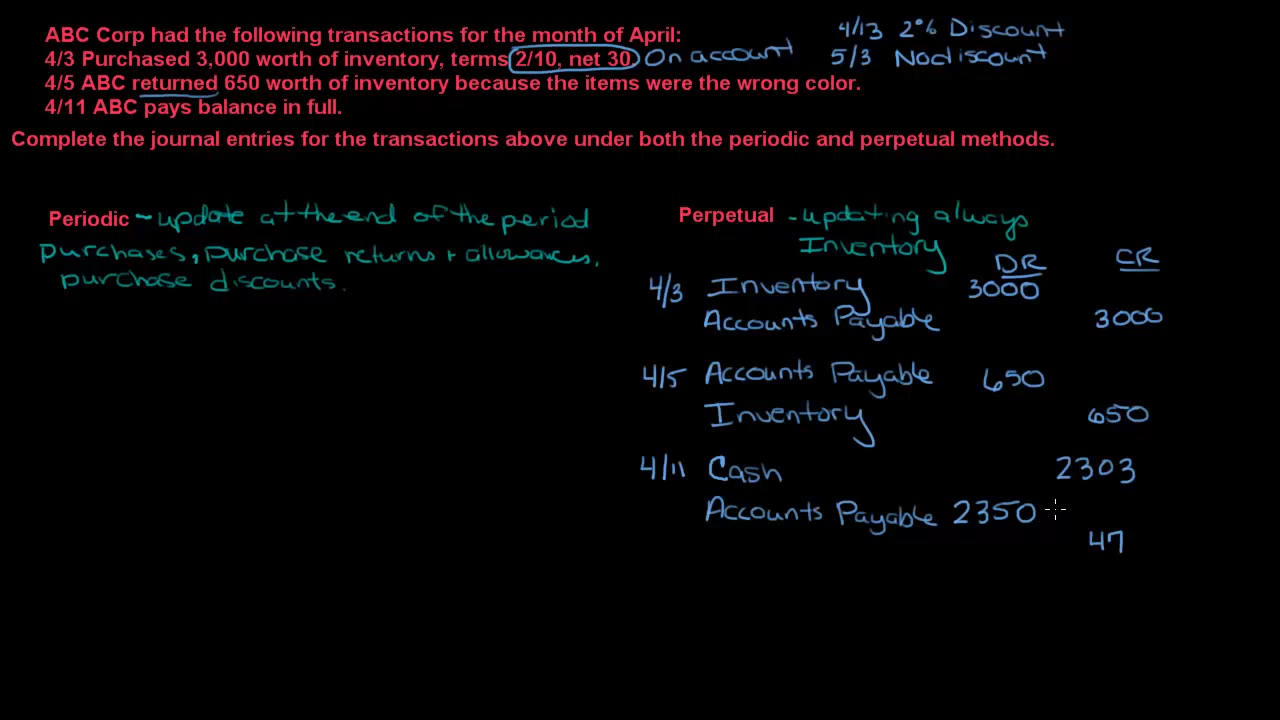 ABC Corp had the following transactions for the month of April:
4/3 Purchased 3,000 worth of inventory, terms 2/10, net 30. On account
4/5 ABC returned 650 worth of inventory because the items were the wrong color.
4/11 ABC pays balance in full.
4/13 2% Discount
5/3 No discount
Complete the journal entries for the transactions above under both the periodic and perpetual methods.
Periodic - update at the end of the period
purchases, purchase returns + allowances,
purchase discounts.
Perpetual - updating always
Inventory
DR CR
4/3 Inventory 3000
Accounts Payable 3000
4/5 Accounts Payable 650
Inventory 650
4/11 Cash 2303
Accounts Payable 2350
47